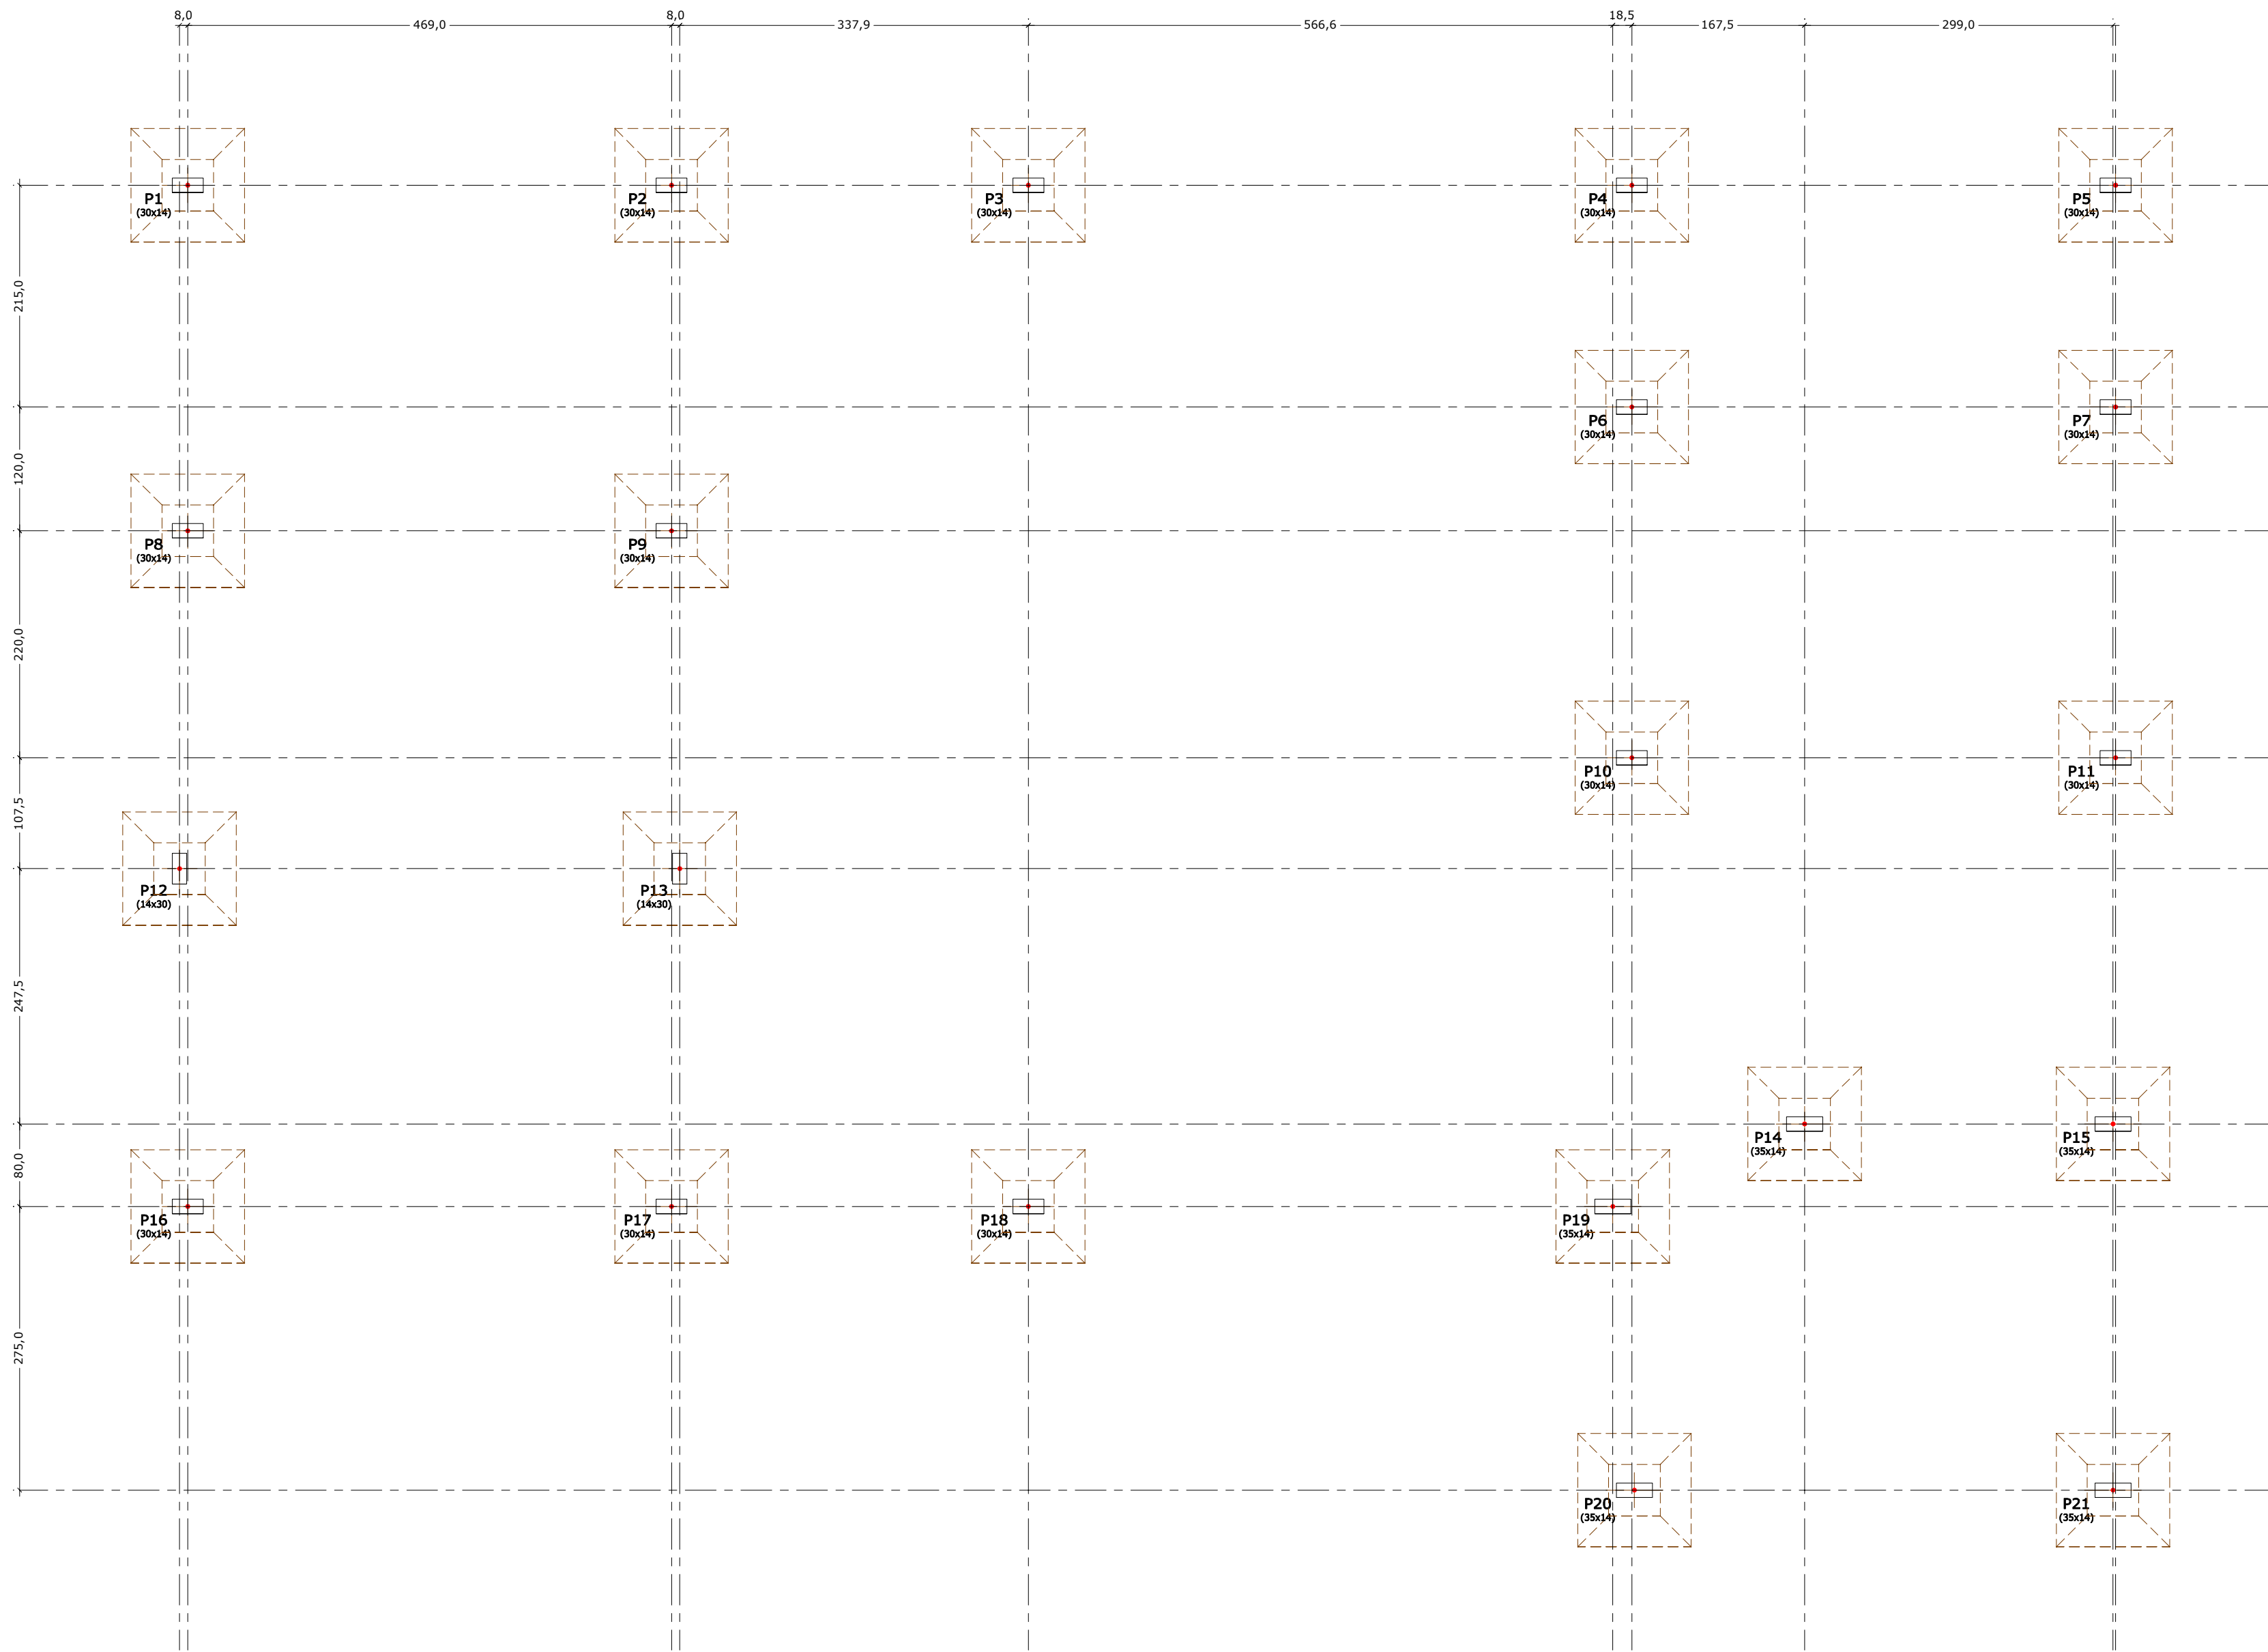 8,0
469,0
8,0
337,9
566,6
18,5
167,5
299,0
P1
(30x14)
P2
(30x14)
P3
(30x14)
P4
(30x14)
P5
(30x14)
215,0
P6
(30x14)
P7
(30x14)
120,0
P8
(30x14)
P9
(30x14)
220,0
P10
(30x14)
P11
(30x14)
107,5
P12
(14x30)
P13
(14x30)
247,5
P14
(35x14)
P15
(35x14)
80,0
P16
(30x14)
P17
(30x14)
P18
(30x14)
P19
(35x14)
275,0
P20
(35x14)
P21
(35x14)